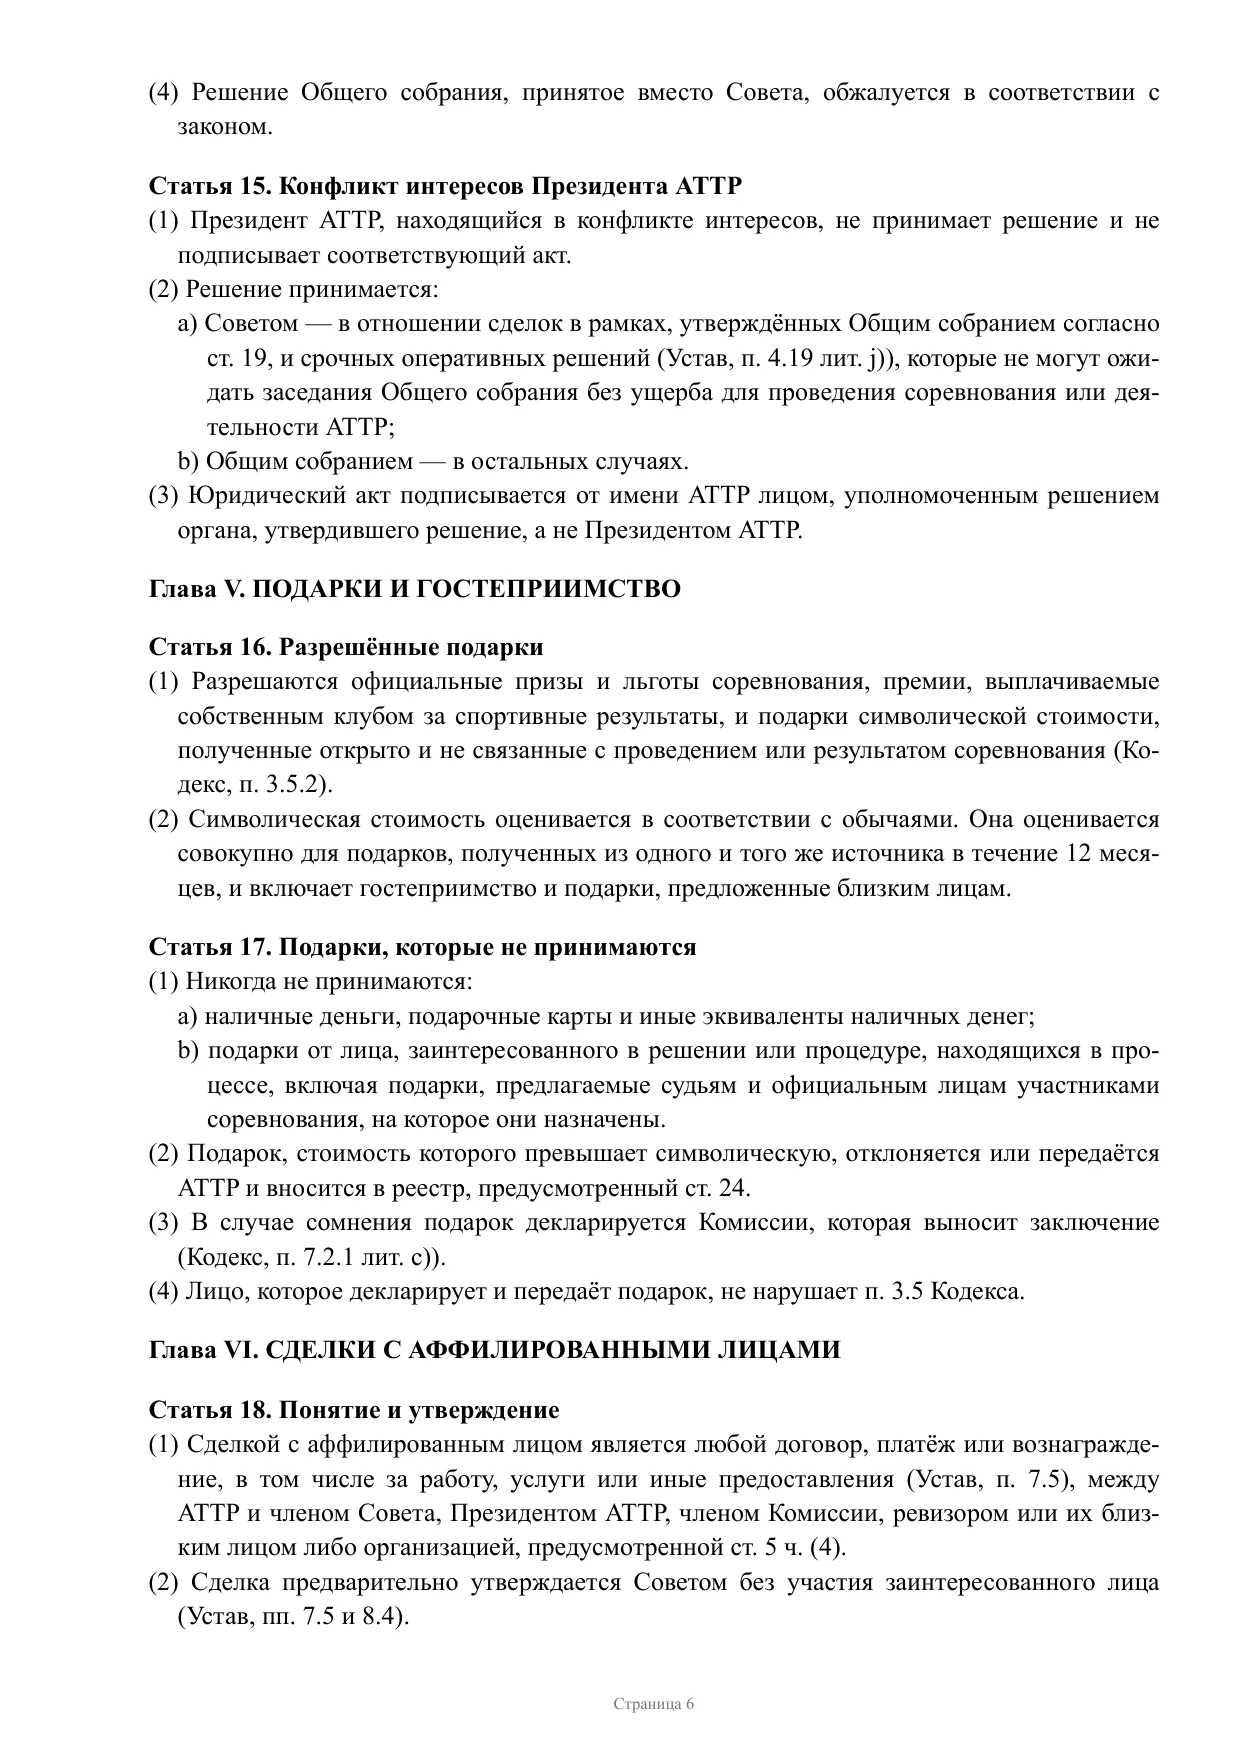 (4) Решение Общего собрания, принятое вместо Совета, обжалуется в соответствии с
законом.
Статья 15. Конфликт интересов Президента АТТР
(1) Президент АТТР, находящийся в конфликте интересов, не принимает решение и не
подписывает соответствующий акт.
(2) Решение принимается:
a) Советом — в отношении сделок в рамках, утверждённых Общим собранием согласно
ст. 19, и срочных оперативных решений (Устав, п. 4.19 лит. j)), которые не могут ожи-
дать заседания Общего собрания без ущерба для проведения соревнования или дея-
тельности АТТР;
b) Общим собранием — в остальных случаях.
(3) Юридический акт подписывается от имени АТТР лицом, уполномоченным решением
органа, утвердившего решение, а не Президентом АТТР.
Глава V. ПОДАРКИ И ГОСТЕПРИИМСТВО
Статья 16. Разрешённые подарки
(1) Разрешаются официальные призы и льготы соревнования, премии, выплачиваемые
собственным клубом за спортивные результаты, и подарки символической стоимости,
полученные открыто и не связанные с проведением или результатом соревнования (Ко-
декс, п. 3.5.2).
(2) Символическая стоимость оценивается в соответствии с обычаями. Она оценивается
совокупно для подарков, полученных из одного и того же источника в течение 12 меся-
цев, и включает гостеприимство и подарки, предложенные близким лицам.
Статья 17. Подарки, которые не принимаются
(1) Никогда не принимаются:
a) наличные деньги, подарочные карты и иные эквиваленты наличных денег;
b) подарки от лица, заинтересованного в решении или процедуре, находящихся в про-
цессе, включая подарки, предлагаемые судьям и официальным лицам участниками
соревнования, на которое они назначены.
(2) Подарок, стоимость которого превышает символическую, отклоняется или передаётся
АТТР и вносится в реестр, предусмотренный ст. 24.
(3) В случае сомнения подарок декларируется Комиссии, которая выносит заключение
(Кодекс, п. 7.2.1 лит. c)).
(4) Лицо, которое декларирует и передаёт подарок, не нарушает п. 3.5 Кодекса.
Глава VI. СДЕЛКИ С АФФИЛИРОВАННЫМИ ЛИЦАМИ
Статья 18. Понятие и утверждение
(1) Сделкой с аффилированным лицом является любой договор, платёж или вознагражде-
ние, в том числе за работу, услуги или иные предоставления (Устав, п. 7.5), между
АТТР и членом Совета, Президентом АТТР, членом Комиссии, ревизором или их близ-
ким лицом либо организацией, предусмотренной ст. 5 ч. (4).
(2) Сделка предварительно утверждается Советом без участия заинтересованного лица
(Устав, пп. 7.5 и 8.4).
Страница 6